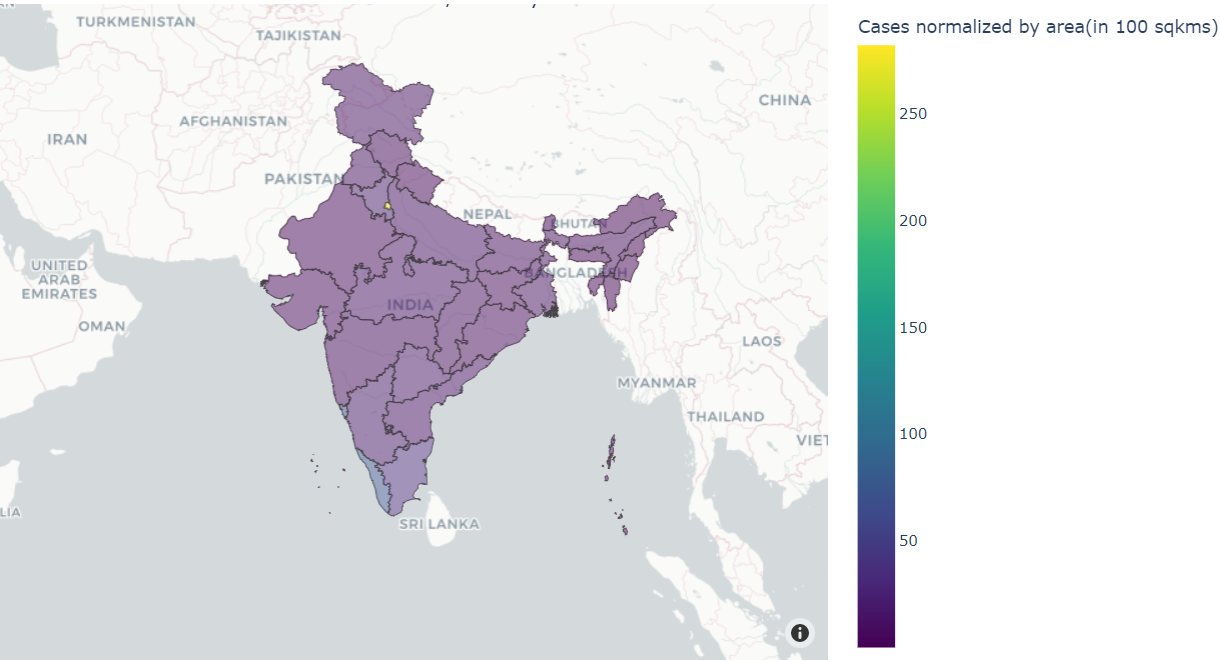 TURKMENISTAN
TAJIKISTAN
Cases normalized by area(in 100 sqkms)
CHINA
AFGHANISTAN
IRAN
PAKISTAN
NEPAL
BHUTAN
UNITED
ARAB
EMIRATES
BANGLADESH
INDIA
OMAN
LAOS
MYANMAR
THAILAND
VIET
LIA
SRI LANKA
250
200
150
100
50